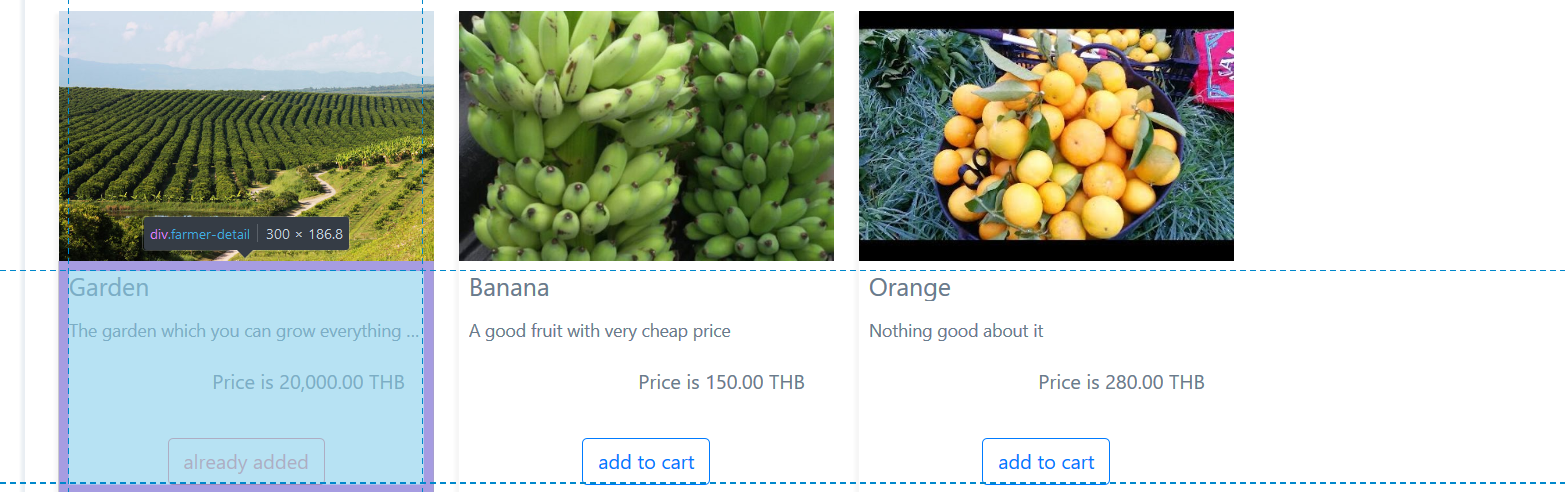 div.farmer-detail 300 × 186.8
Garden
The garden which you can grow everything ...
Price is 20,000.00 THB
already added
Banana
A good fruit with very cheap price
Price is 150.00 THB
add to cart
Orange
Nothing good about it
Price is 280.00 THB
add to cart